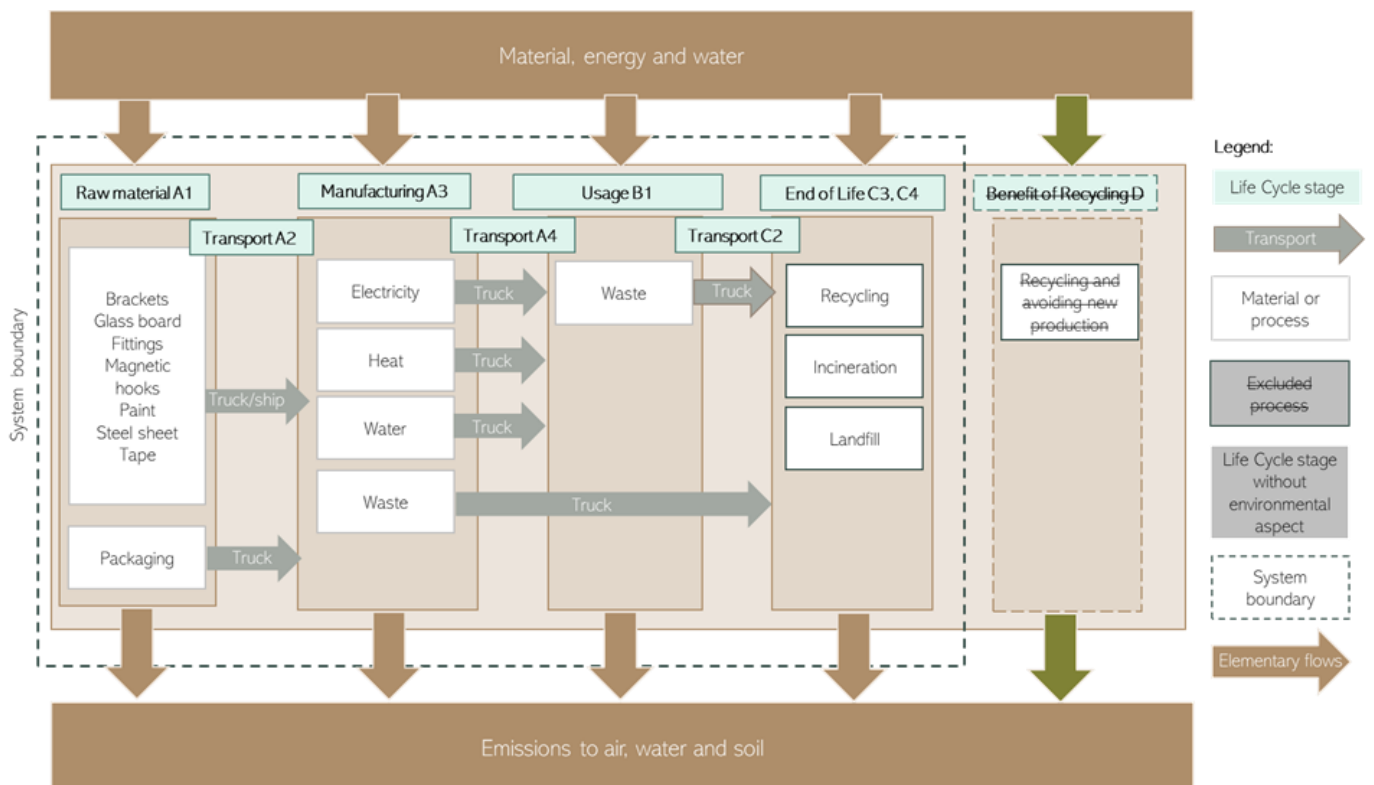 Material, energy and water
Legend:
Raw material A1
Manufacturing A3
Usage B1
End of Life C3, C4
Benefit of Recycling D
Life Cycle stage
Transport A2
Transport A4
Transport C2
Transport
System boundary
Brackets
Glass board
Fittings
Magnetic
hooks
Paint
Steel sheet
Tape
Truck/ship
Packaging
Truck
Electricity
Truck
Heat
Truck
Water
Truck
Waste
Truck
Waste
Truck
Recycling
Incineration
Landfill
Recycling and
avoiding new
production
Material or
process
Excluded
process
Life Cycle stage
without
environmental
aspect
System
boundary
Elementary flows
Emissions to air, water and soil